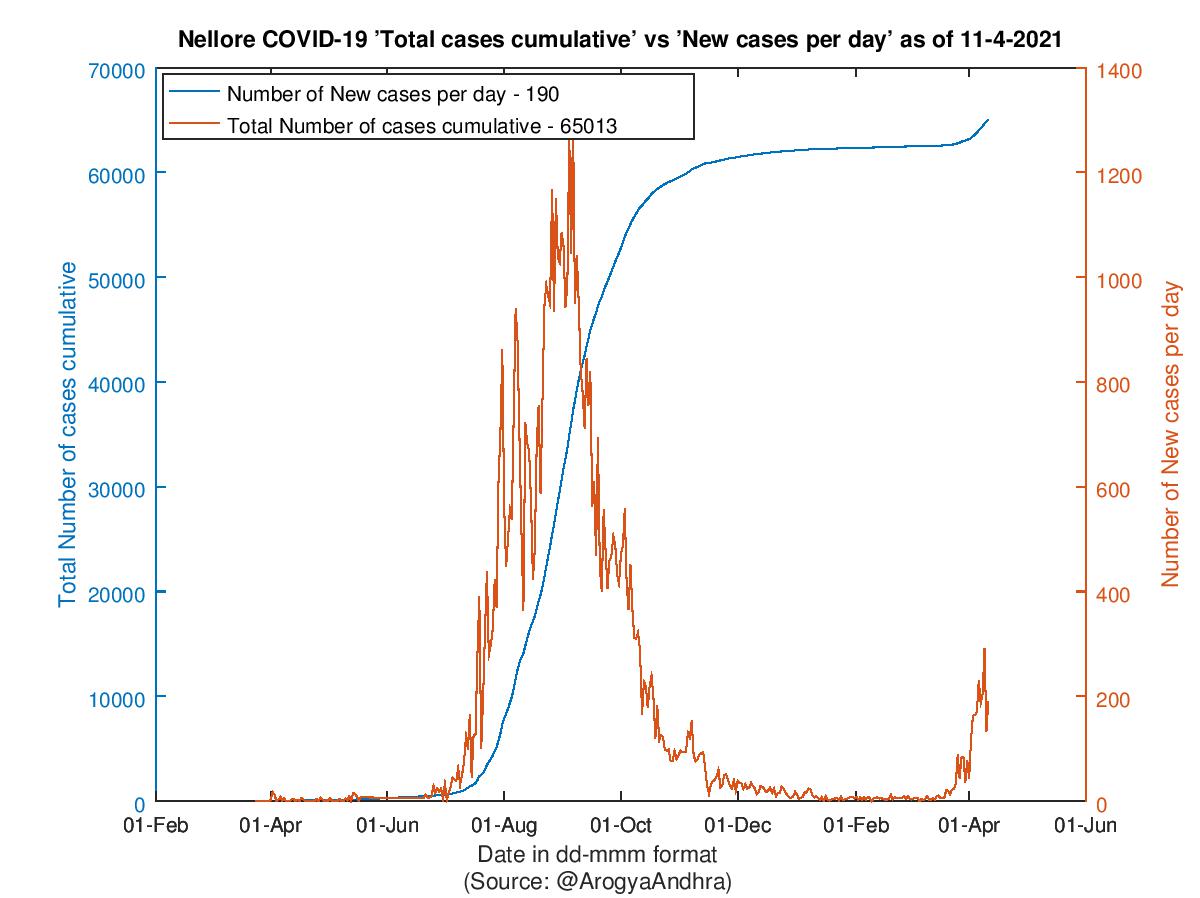 Nellore COVID-19 ’Total cases cumulative’ vs ’New cases per day’ as of 11-4-2021
Number of New cases per day - 190
Total Number of cases cumulative - 65013
70000
60000
50000
40000
30000
20000
10000
0
Total Number of cases cumulative
1400
1200
1000
800
600
400
200
0
Number of New cases per day
01-Feb 01-Apr 01-Jun 01-Aug 01-Oct 01-Dec 01-Feb 01-Apr 01-Jun
Date in dd-mmm format
(Source: @ArogyaAndhra)